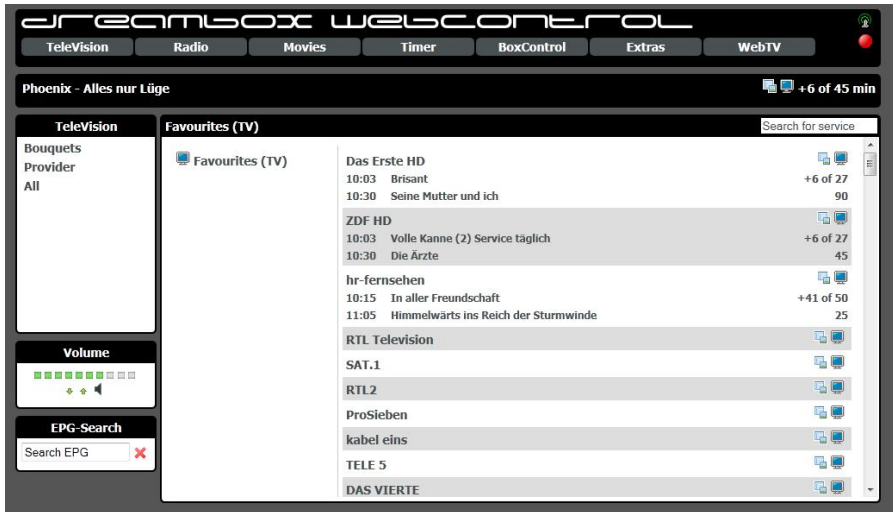 dreambox webcontrol
TeleVision Radio Movies Timer BoxControl Extras WebTV
Phoenix - Alles nur Lüge +6 of 45 min
TeleVision
Bouquets
Provider
All
Volume
EPG-Search
Search EPG
Favourites (TV) Search for service
Favourites (TV)
Das Erste HD
10:03 Brisant +6 of 27
10:30 Seine Mutter und ich 90
ZDF HD
10:03 Volle Kanne (2) Service täglich +6 of 27
10:30 Die Ärzte 45
hr-fernsehen
10:15 In aller Freundschaft +41 of 50
11:05 Himmelwärts ins Reich der Sturmwinde 25
RTL Television
SAT.1
RTL2
ProSieben
kabel eins
TELE 5
DAS VIERTE